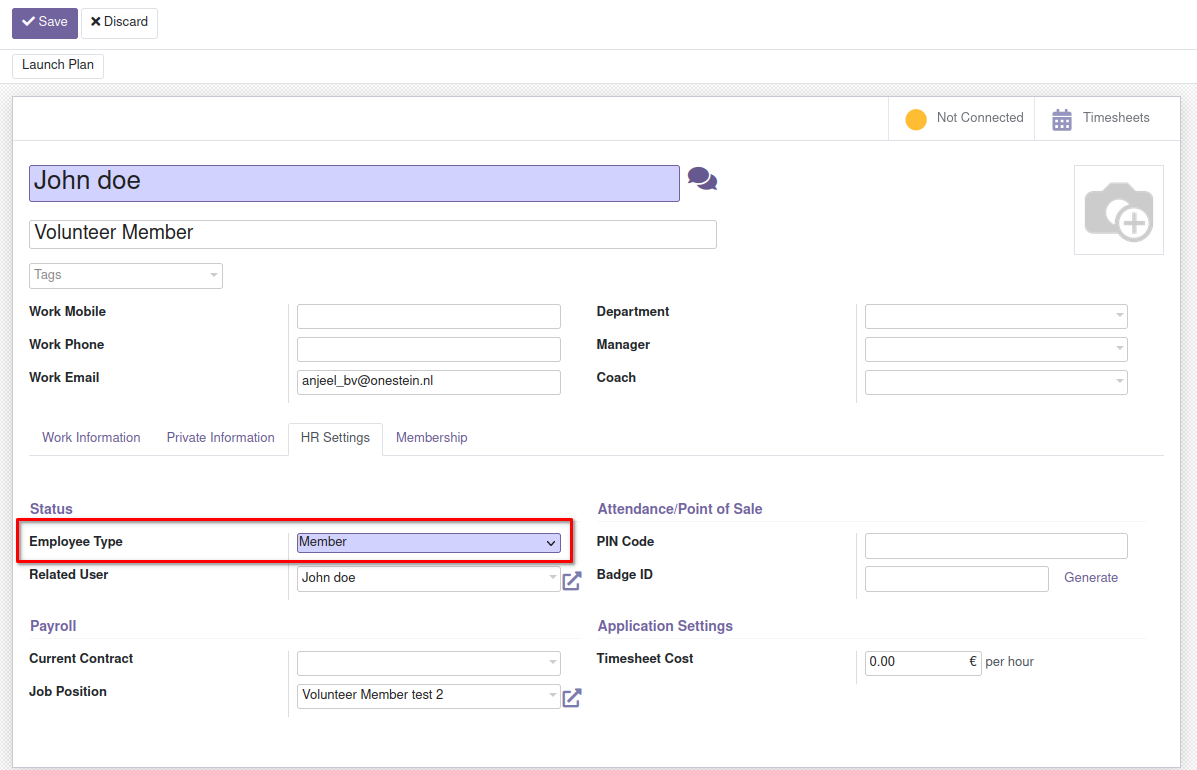 Save Discard
Launch Plan
Not Connected Timesheets
John doe
Volunteer Member
Tags
Work Mobile
Work Phone
Work Email anjeel_bv@onestein.nl
Department
Manager
Coach
Work Information Private Information HR Settings Membership
Status
Employee Type Member
Related User John doe
Attendance/Point of Sale
PIN Code
Badge ID Generate
Payroll
Current Contract
Job Position Volunteer Member test 2
Application Settings
Timesheet Cost 0.00 € per hour